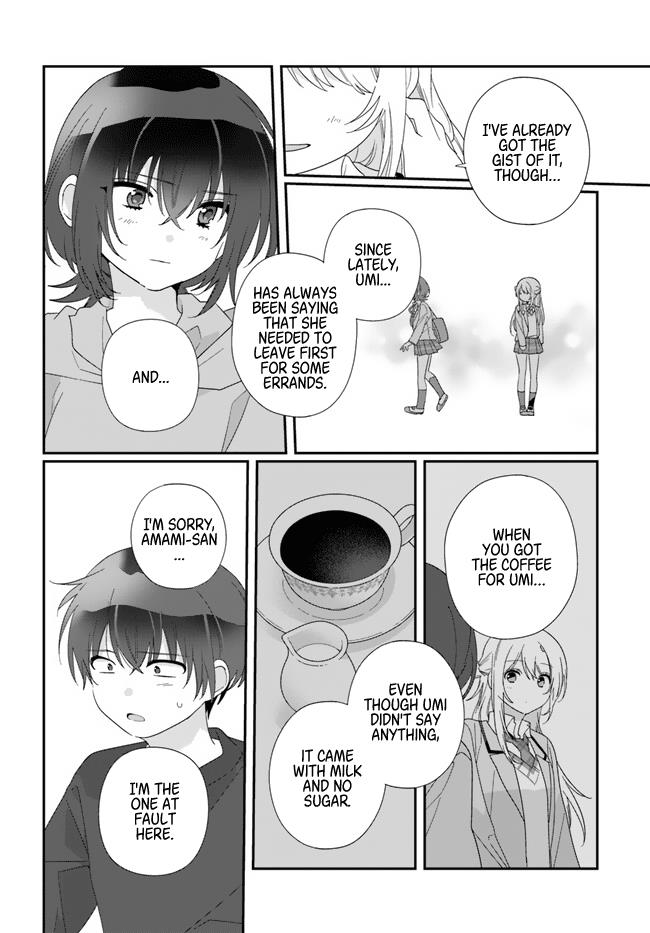 I'VE ALREADY
GOT THE
GIST OF IT,
THOUGH...
SINCE
LATELY,
UMI...
HAS ALWAYS
BEEN SAYING
THAT SHE
NEEDED TO
LEAVE FIRST
FOR SOME
ERRANDS.
AND...
WHEN
YOU GOT
THE COFFEE
FOR UMI...
EVEN
THOUGH UMI
DIDN'T SAY
ANYTHING,
IT CAME
WITH MILK
AND NO
SUGAR.
I'M SORRY,
AMAMI-SAN
...
I'M THE
ONE AT
FAULT
HERE.